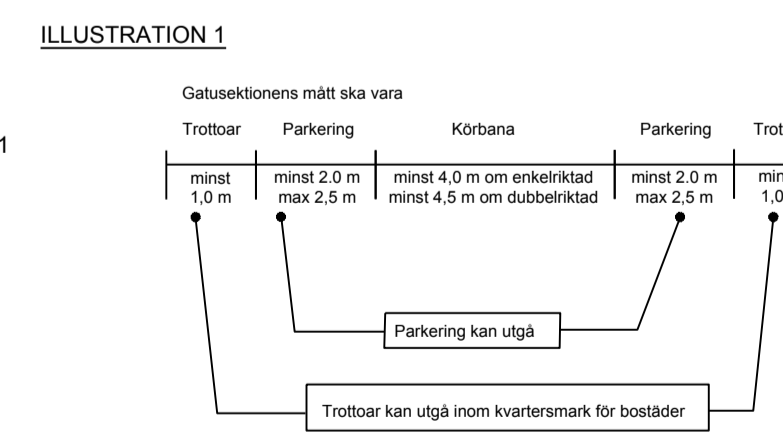 ILLUSTRATION 1
Gatusektionens mått ska vara
Trottoar Parkering Körbana Parkering
1
minst minst 2.0 m minst 4,0 m om enkelriktad minst 2.0 m
1,0 m max 2,5 m minst 4,5 m om dubbelriktad max 2,5 m
Parkering kan utgå
Trottoar kan utgå inom kvartersmark för bostäder